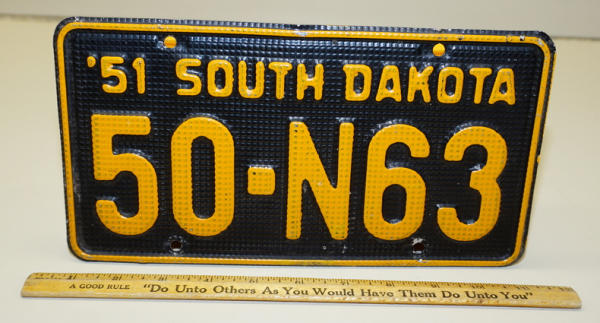 '51 SOUTH DAKOTA
50-N63
A GOOD RULE "Do Unto Others As You Would Have Them Do Unto You"